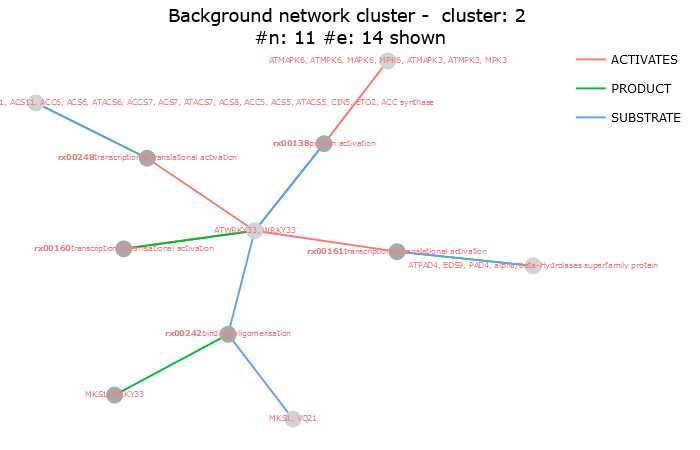 Background network cluster - cluster: 2
#n: 11 #e: 14 shown
ACTIVATES
PRODUCT
SUBSTRATE
ATMAPK6, ATMPK6, MAPK6, MPK6, ATMAPK3, ATMPK3, MPK3
1, ACS11, ACC6, ACS6, ATACS6, ACCS7, ACS7, ATACS7, ACS8, ACC5, ACS5, ATACS5, CIN5, ETO2, ACC synthase
rx00138protein activation
rx00248transcriptional/translational activation
ATWRKY33, WRKY33
rx00160transcriptional/translational activation
rx00161transcriptional/translational activation
ATPAD4, EDS9, PAD4, alpha/beta-Hydrolases superfamily protein
rx00242binding/oligomerisation
MKS1|WRKY33
MKS1, VQ21